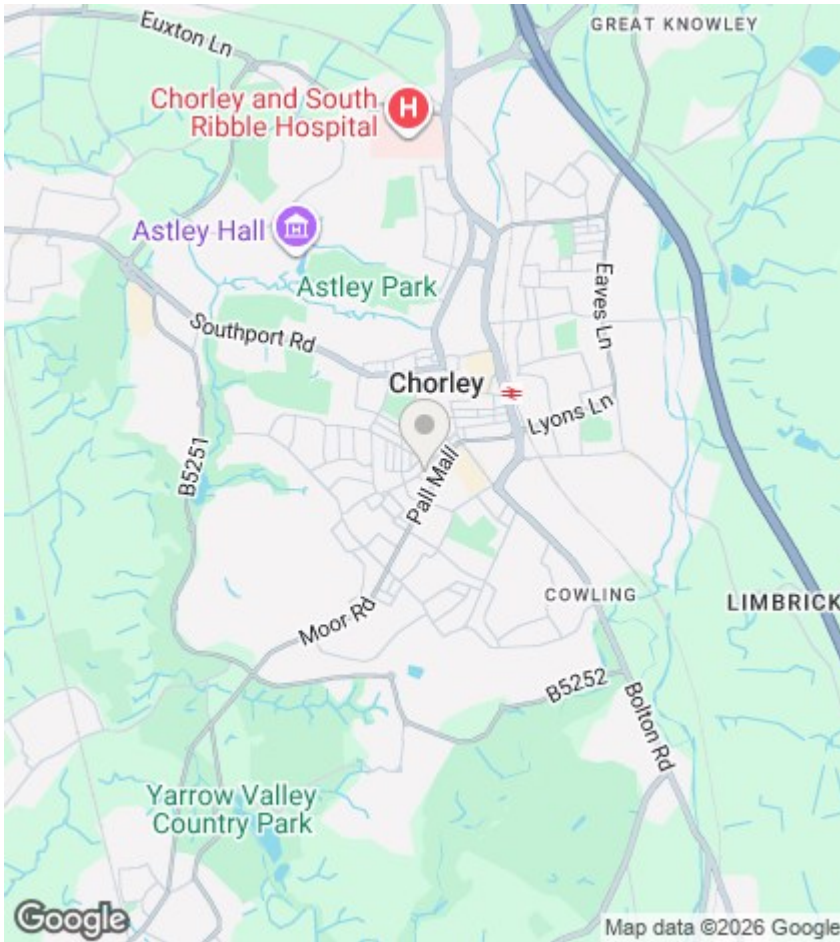 Euxton Ln
GREAT KNOWLEY
Chorley and South
Ribble Hospital
H
Astley Hall
Astley Park
Eaves Ln
Southport Rd
Chorley
Lyons Ln
B5251
Pall Mall
COWLING
LIMBRICK
Moor Rd
B5252
Bolton Rd
Yarrow Valley
Country Park
Google
Map data ©2026 Google